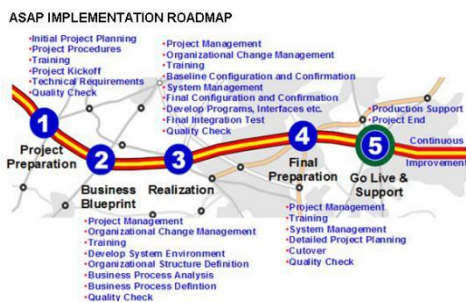 ASAP IMPLEMENTATION ROADMAP
•Initial Project Planning
•Project Procedures
•Training
•Project Kickoff
•Technical Requirements
•Quality Check
1
Project
Preparation
2
Business
Blueprint
•Project Management
•Organizational Change Management
•Training
•Develop System Environment
•Organizational Structure Definition
•Business Process Analysis
•Business Process Defintion
•Quality Check
•Project Management
•Organizational Change Management
•Training
•Baseline Configuration and Confirmation
•System Management
•Final Configuration and Confirmation
•Develop Programs, Interfaces etc.
•Final Integration Test
•Quality Check
3
Realization
4
Final
Preparation
•Project Management
•Training
•System Management
•Detailed Project Planning
•Cutover
•Quality Check
•Production Support
•Project End
5
Go Live &
Support
Continuous
Improvement